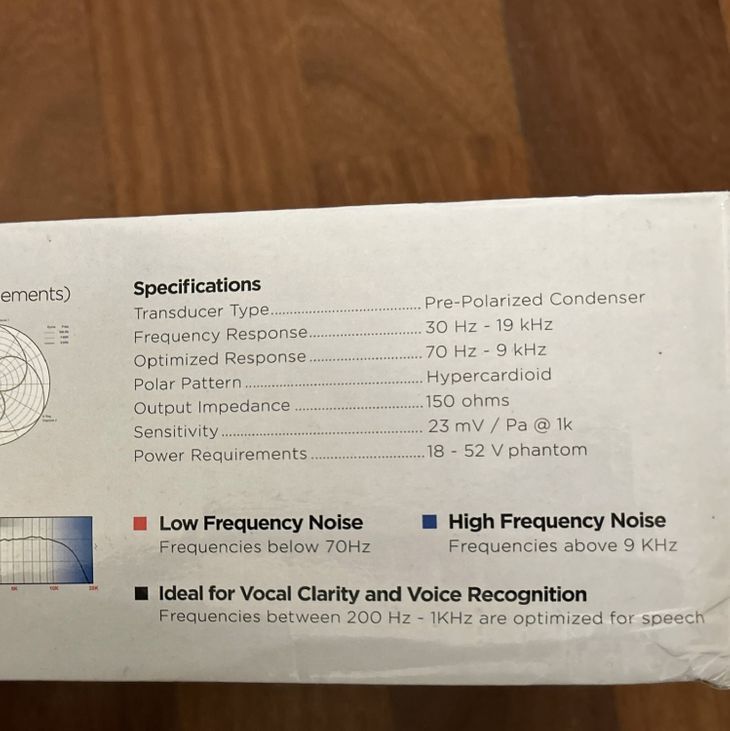 ements)
Specifications
Transducer Type.................................. Pre-Polarized Condenser
Frequency Response.......................... 30 Hz - 19 kHz
Optimized Response .......................... 70 Hz - 9 kHz
Polar Pattern ........................................ Hypercardioid
Output Impedance ............................. 150 ohms
Sensitivity .............................................. 23 mV / Pa @ 1k
Power Requirements .......................... 18 - 52 V phantom
Low Frequency Noise
Frequencies below 70Hz
High Frequency Noise
Frequencies above 9 KHz
5K 10K 20K
Ideal for Vocal Clarity and Voice Recognition
Frequencies between 200 Hz - 1KHz are optimized for speech